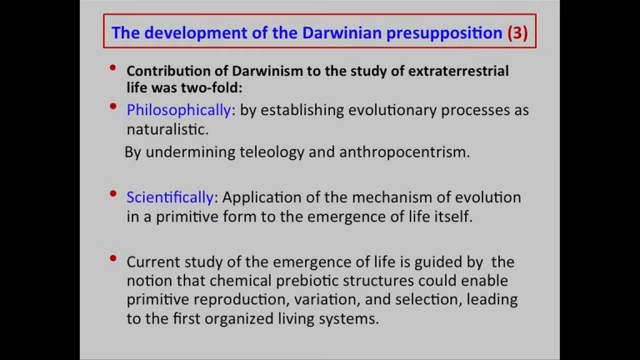 The development of the Darwinian presupposition (3)
• Contribution of Darwinism to the study of extraterrestrial
life was two-fold:
• Philosophically: by establishing evolutionary processes as
naturalistic.
By undermining teleology and anthropocentrism.
• Scientifically: Application of the mechanism of evolution
in a primitive form to the emergence of life itself.
• Current study of the emergence of life is guided by the
notion that chemical prebiotic structures could enable
primitive reproduction, variation, and selection, leading
to the first organized living systems.